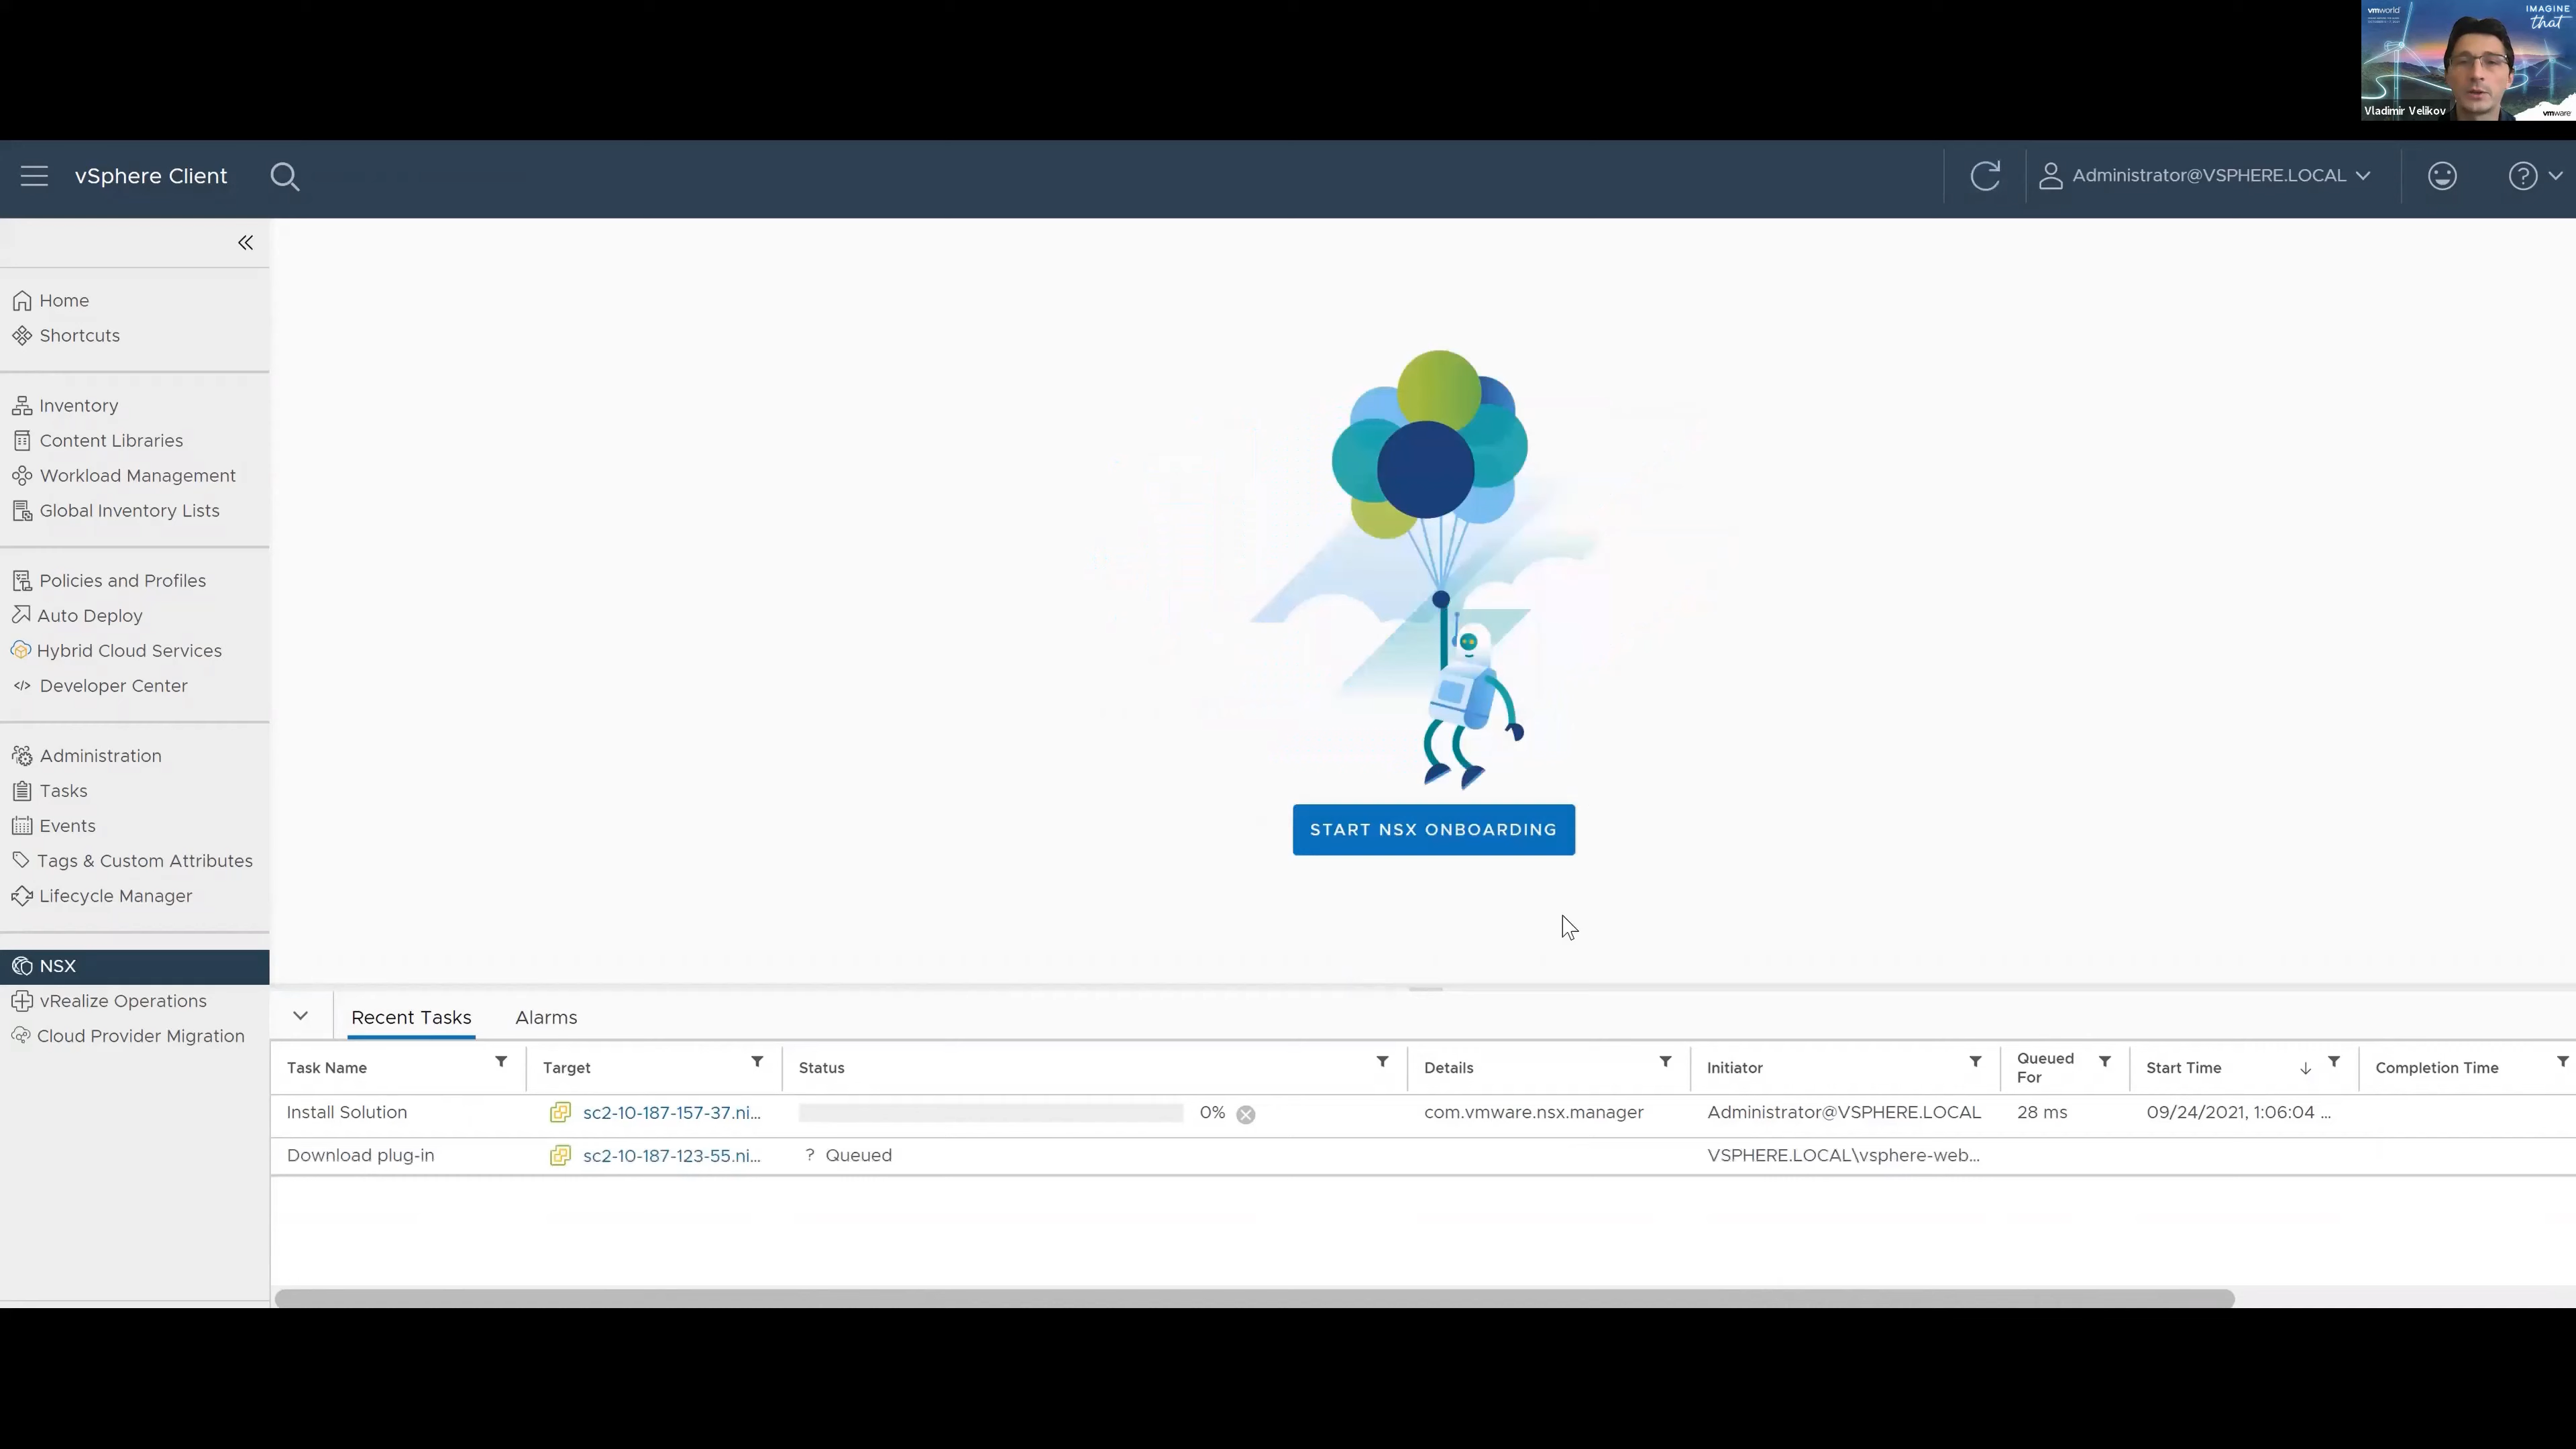 vmworld
IMAGINE
that
Vladimir Velikov
vmware
vSphere Client
Administrator@VSPHERE.LOCAL
Home
Shortcuts
Inventory
Content Libraries
Workload Management
Global Inventory Lists
Policies and Profiles
Auto Deploy
Hybrid Cloud Services
Developer Center
Administration
Tasks
Events
Tags & Custom Attributes
Lifecycle Manager
NSX
vRealize Operations
Cloud Provider Migration
START NSX ONBOARDING
Recent Tasks Alarms
Task Name Target Status Details Initiator Queued For Start Time Completion Time
Install Solution sc2-10-187-157-37.ni... 0% com.vmware.nsx.manager Administrator@VSPHERE.LOCAL 28 ms 09/24/2021, 1:06:04 ...
Download plug-in sc2-10-187-123-55.ni... ? Queued VSPHERE.LOCAL\vsphere-web...